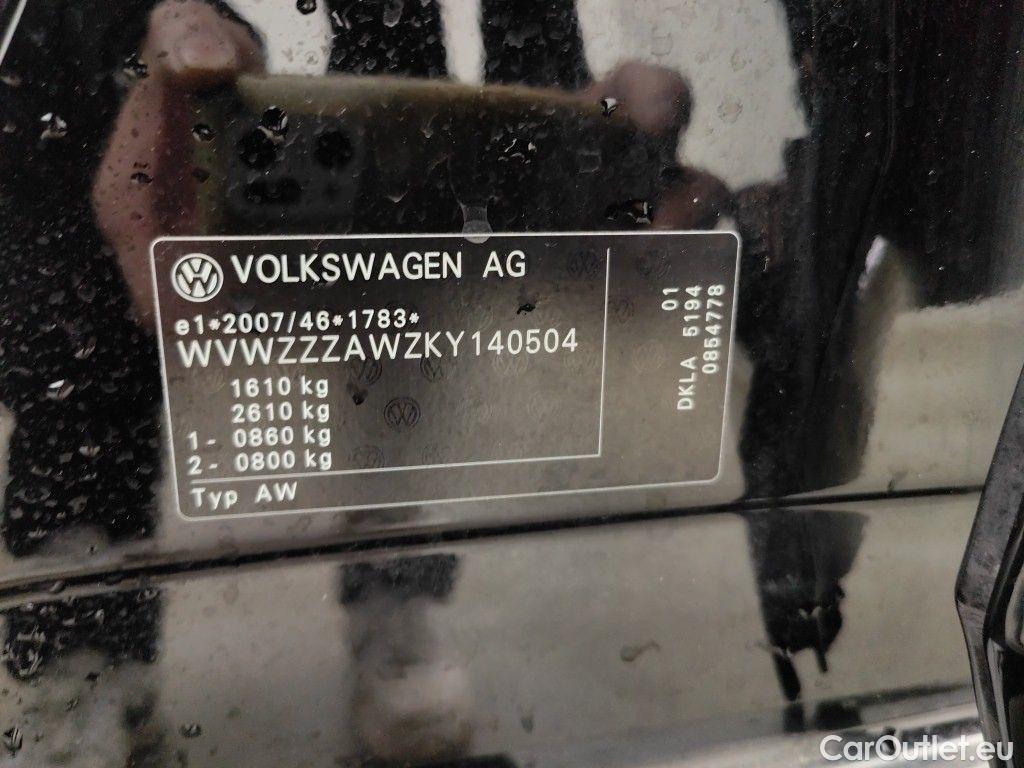 VOLKSWAGEN AG
e1*2007/46*1783*
WVWZZZAWZKY140504
1610 kg
2610 kg
1 - 0860 kg
2 - 0800 kg
Typ AW
01
DKLA 5194
0854778
CarOutlet.eu